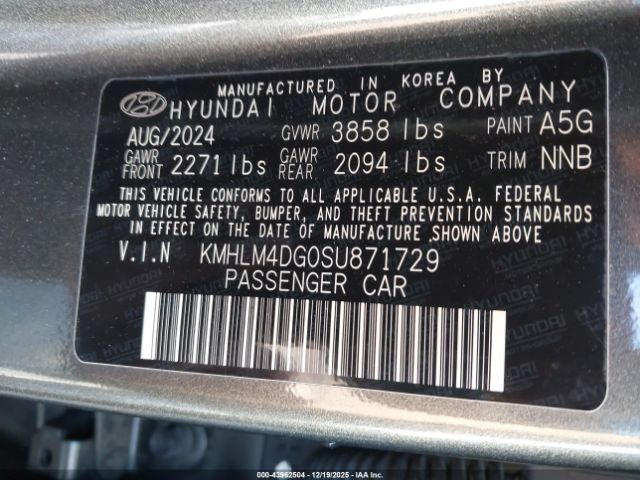 MANUFACTURED IN KOREA BY
HYUNDAI MOTOR COMPANY
AUG/2024 GVWR 3858 lbs PAINT A5G
GAWR FRONT 2271 lbs GAWR REAR 2094 lbs TRIM NNB
THIS VEHICLE CONFORMS TO ALL APPLICABLE U.S.A. FEDERAL
MOTOR VEHICLE SAFETY, BUMPER, AND THEFT PREVENTION STANDARDS
IN EFFECT ON THE DATE OF MANUFACTURE SHOWN ABOVE.
V.I.N KMHLM4DG0SU871729
PASSENGER CAR
000-43962504 - 12/19/2025 - IAA Inc.